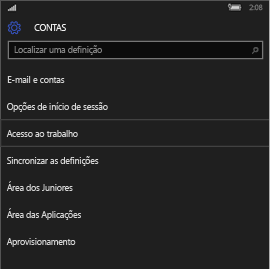 2:08
CONTAS
Localizar uma definição
E-mail e contas
Opções de início de sessão
Acesso ao trabalho
Sincronizar as definições
Área dos Juniores
Área das Aplicações
Aprovisionamento